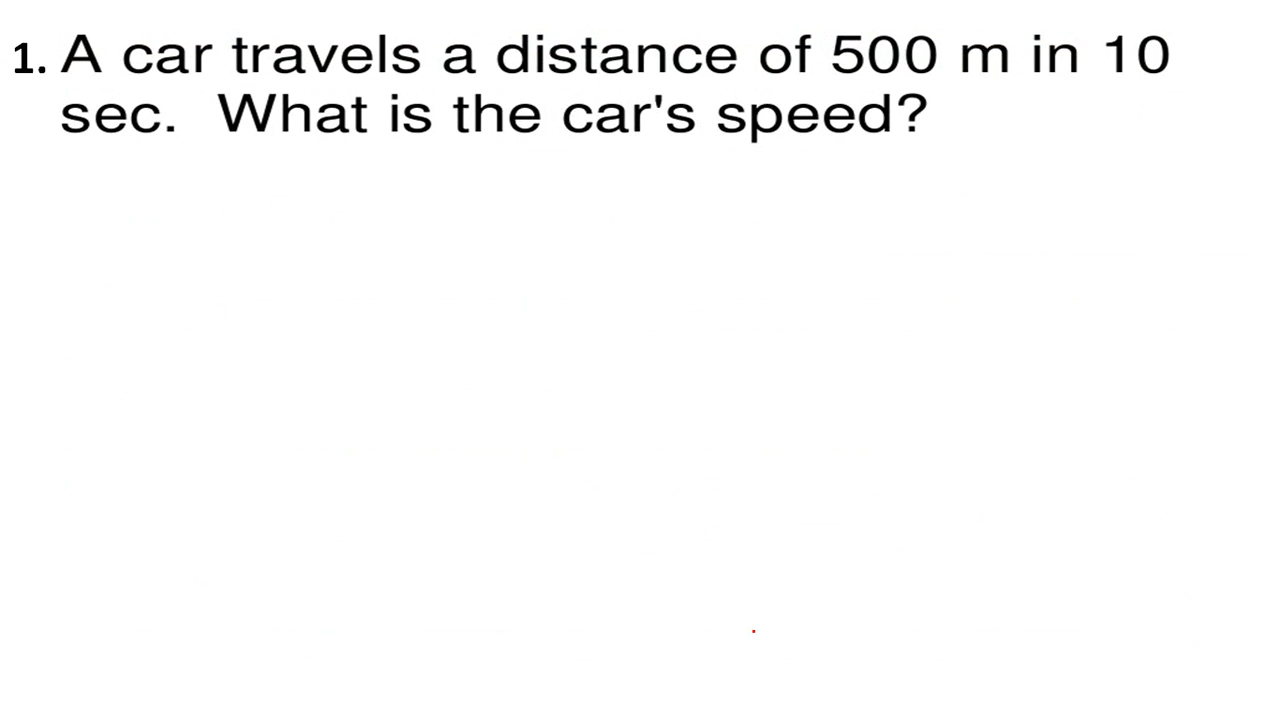 1. A car travels a distance of 500 m in 10
sec.  What is the car's speed?